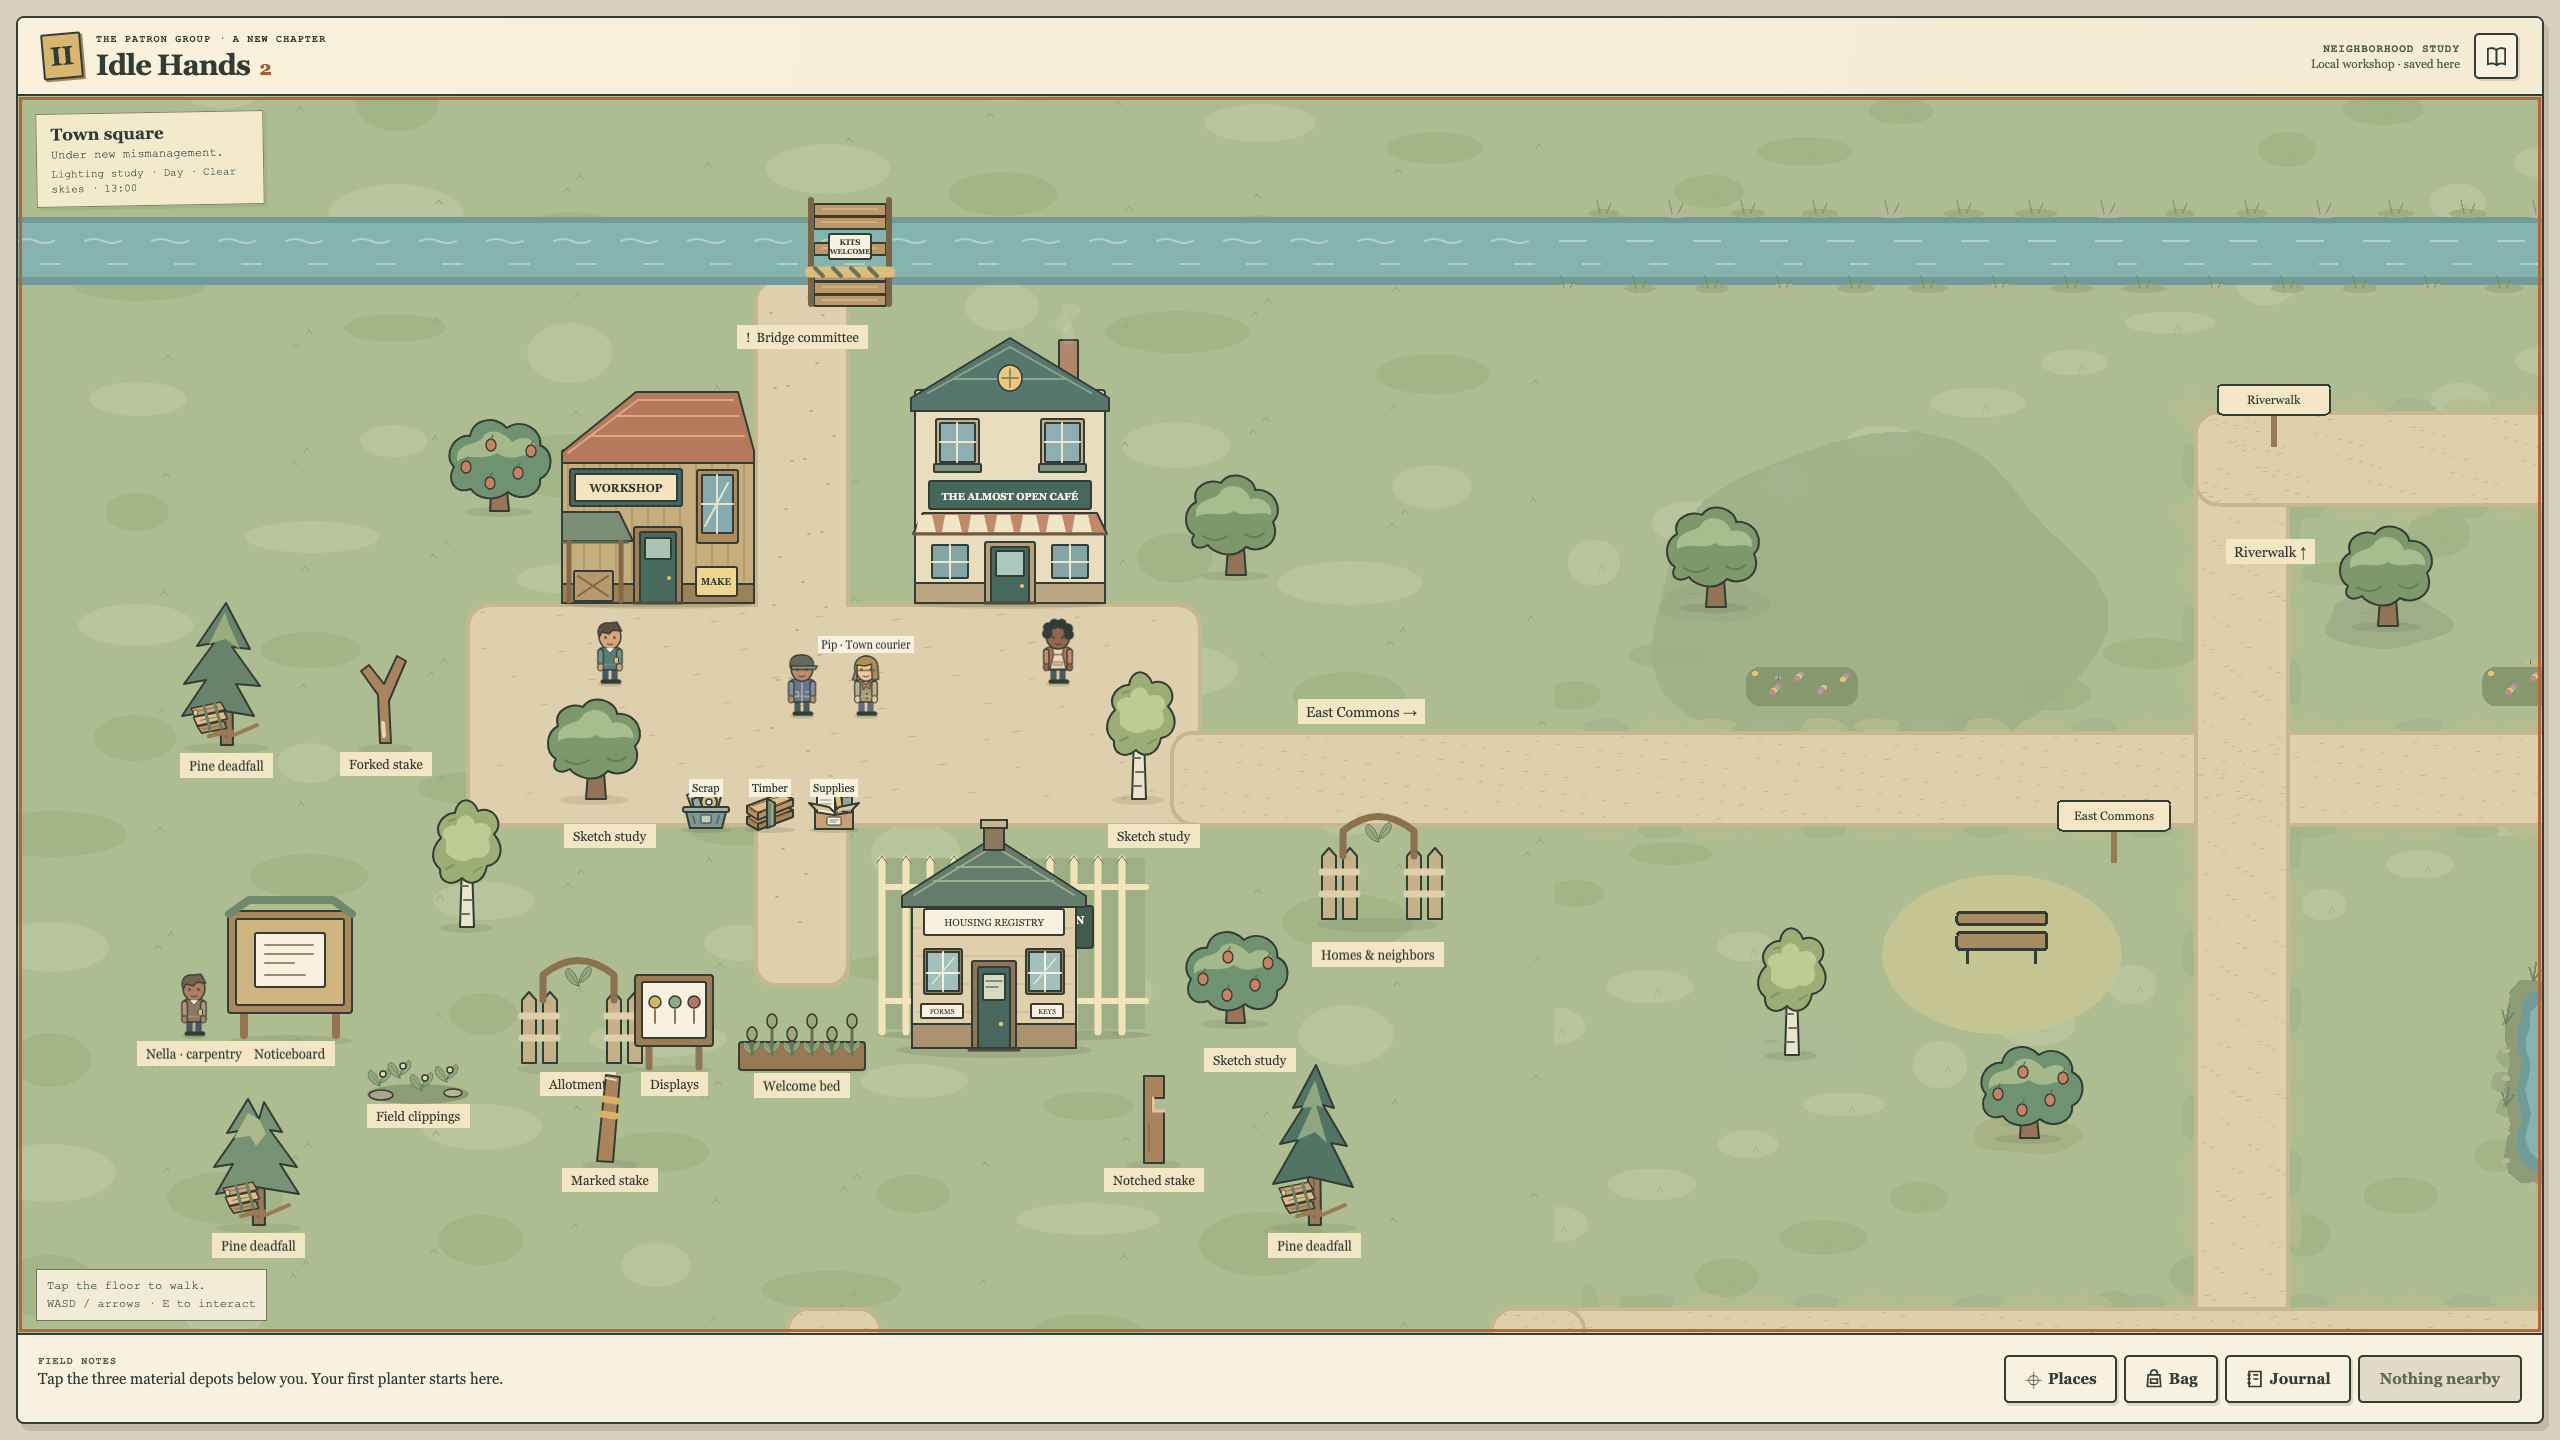 II
THE PATRON GROUP · A NEW CHAPTER
Idle Hands 2
NEIGHBORHOOD STUDY
Local workshop · saved here
Town square
Under new mismanagement.
Lighting study · Day · Clear
skies · 13:00
KITS
WELCOME
! Bridge committee
Riverwalk
WORKSHOP
THE ALMOST OPEN CAFÉ
Riverwalk ↑
MAKE
Pip · Town courier
East Commons →
Pine deadfall
Forked stake
Scrap
Timber
Supplies
East Commons
Sketch study
Sketch study
HOUSING REGISTRY
N
Homes & neighbors
FORMS
KEYS
Nella · carpentry
Noticeboard
Sketch study
Allotment
Displays
Welcome bed
Field clippings
Marked stake
Notched stake
Pine deadfall
Pine deadfall
Tap the floor to walk.
WASD / arrows · E to interact
FIELD NOTES
Tap the three material depots below you. Your first planter starts here.
Places
Bag
Journal
Nothing nearby